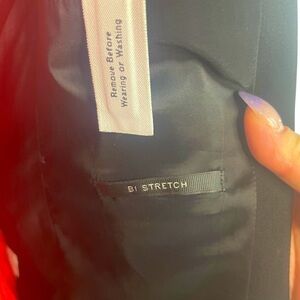 Remove Before
Wearing or Washing
BI STRETCH